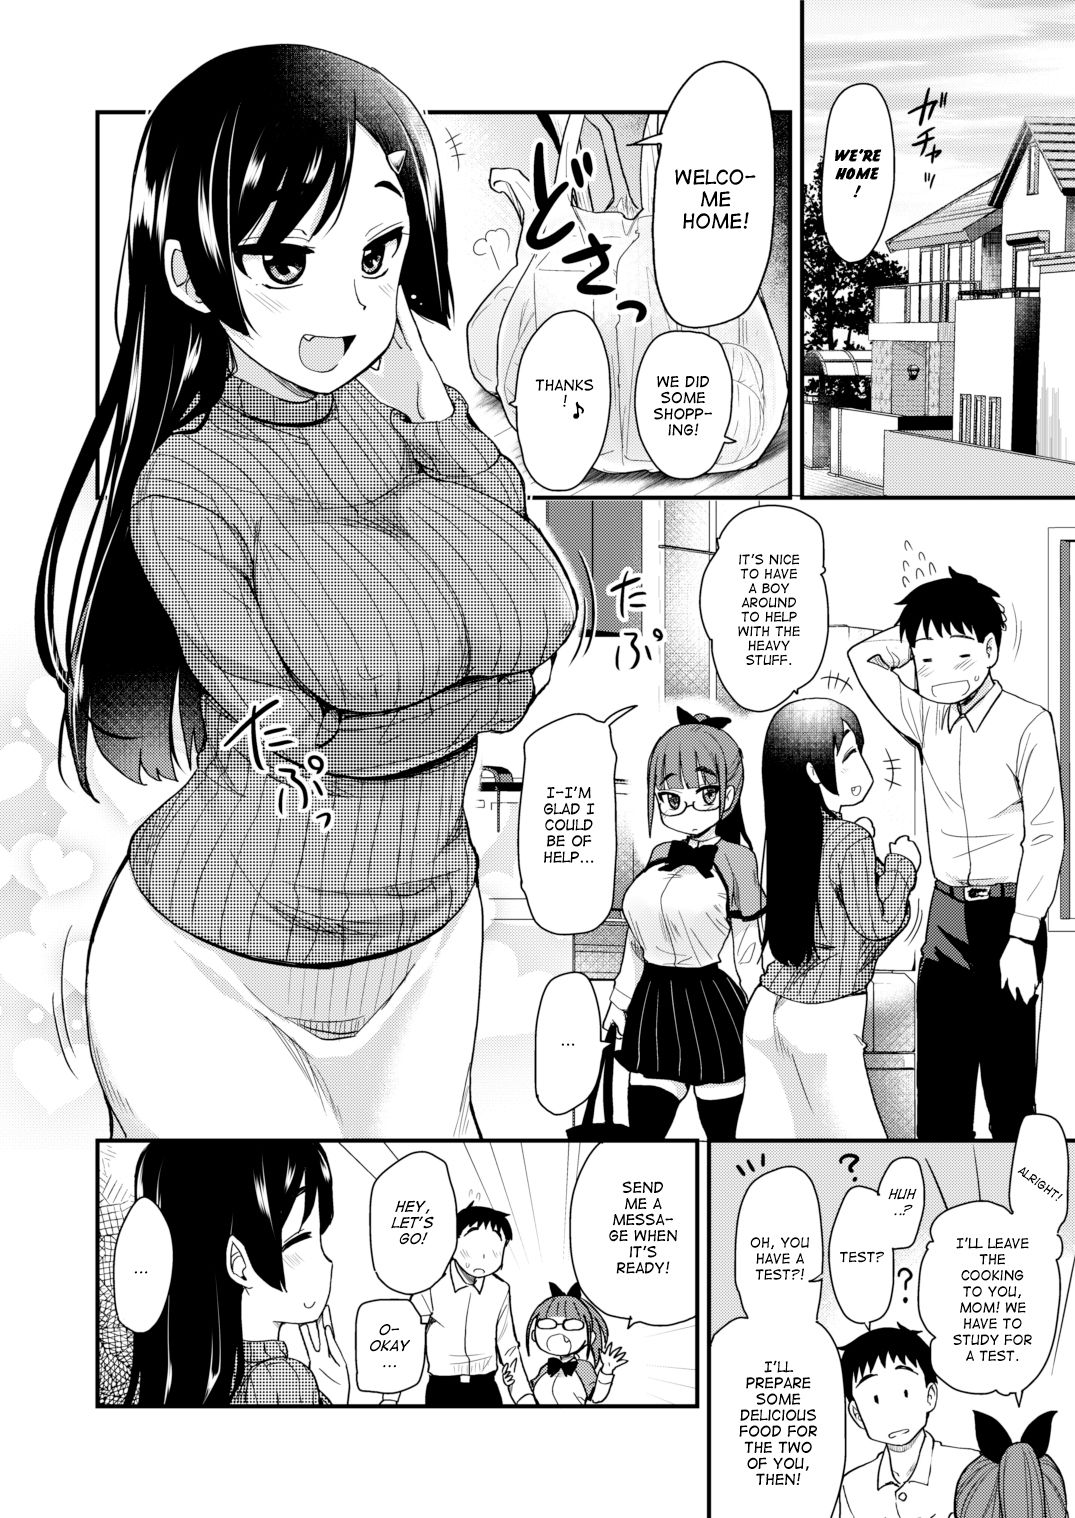 ガチャッ
WE'RE
HOME
!
WELCO-
ME
HOME!
どさっ
WE DID
SOME
SHOPP-
ING!
THANKS
!♪
たぷ
たぷっ
IT'S NICE
TO HAVE
A BOY
AROUND
TO HELP
WITH THE
HEAVY
STUFF.
I-I'M
GLAD I
COULD
BE OF
HELP...
...
ALRIGHT!
I'LL LEAVE
THE
COOKING
TO YOU,
MOM! WE
HAVE TO
STUDY FOR
A TEST.
HUH
..?
?
TEST?
?
OH, YOU
HAVE A
TEST?!
I'LL
PREPARE
SOME
DELICIOUS
FOOD FOR
THE TWO
OF YOU,
THEN!
SEND
ME A
MESSA-
GE WHEN
IT'S
READY!
HEY,
LET'S
GO!
O-
OKAY
...
...